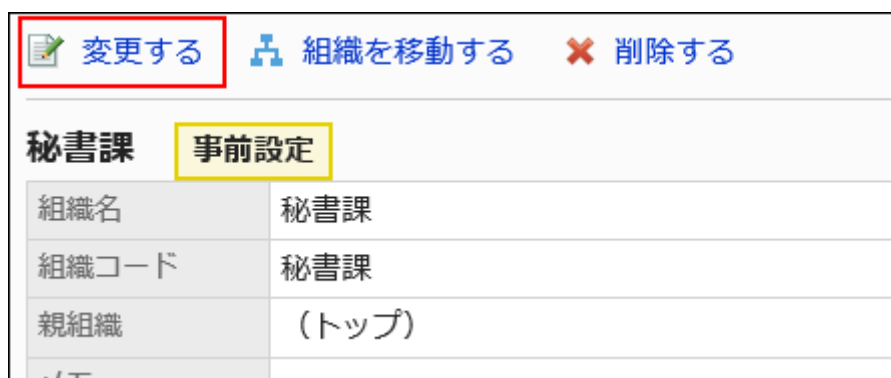 変更する 組織を移動する 削除する
秘書課 事前設定
組織名 秘書課
組織コード 秘書課
親組織 （トップ）